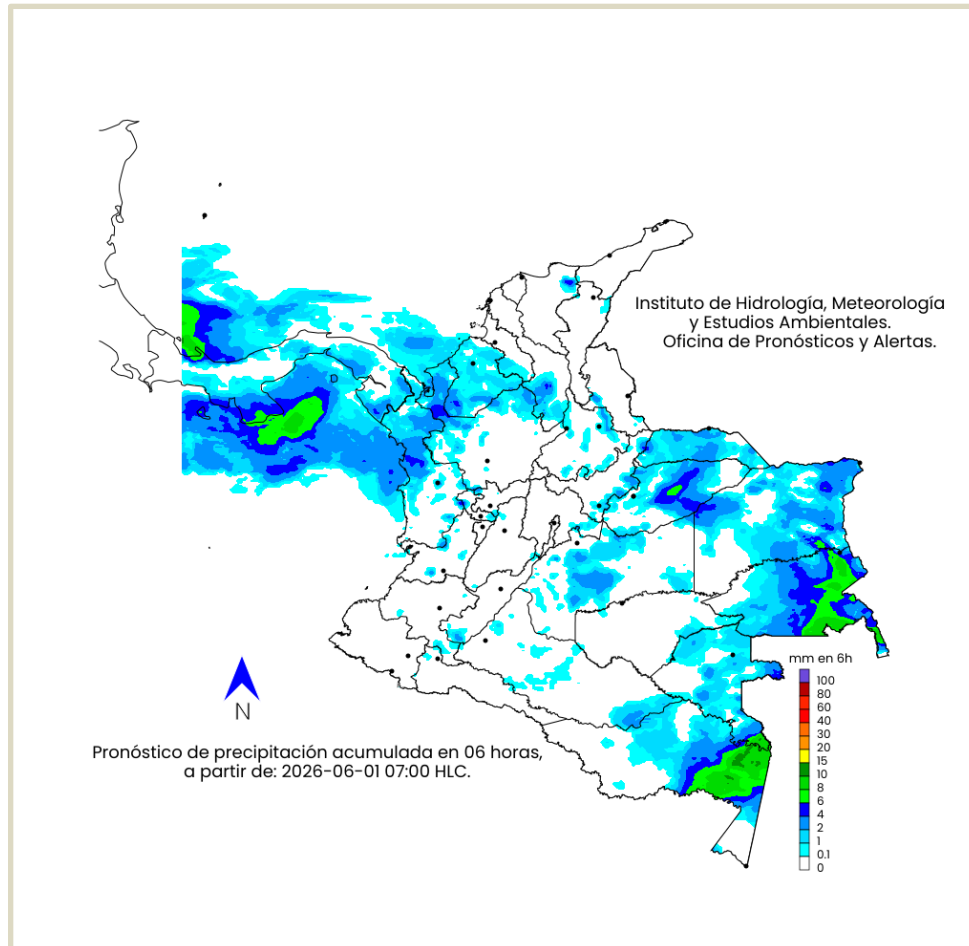 Instituto de Hidrología, Meteorología
y Estudios Ambientales.
Oficina de Pronósticos y Alertas.
mm en 6h
100
80
60
40
30
20
15
10
8
6
4
2
1
0.1
0
N
Pronóstico de precipitación acumulada en 06 horas,
a partir de: 2026-06-01 07:00 HLC.